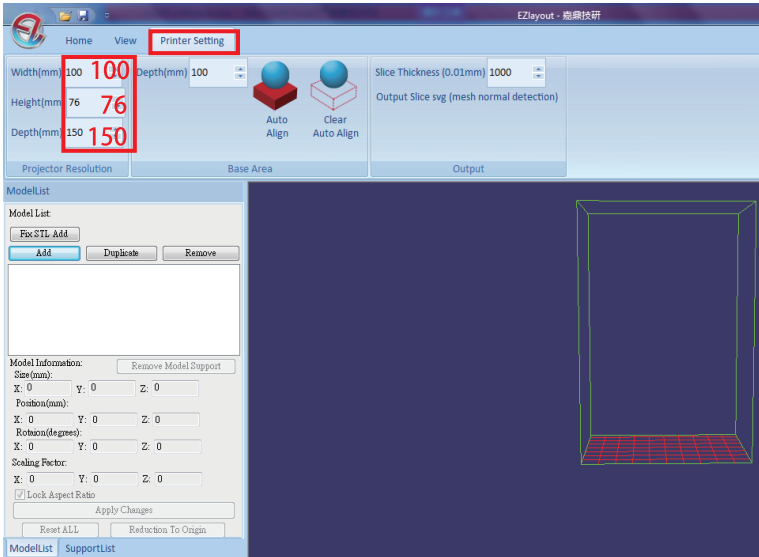 EZlayout - 嘉鼎技研
Home View Printer Setting
Width(mm) 100 100 Depth(mm) 100 Slice Thickness (0.01mm) 1000
Output Slice svg (mesh normal detection)
Height(mm) 76 76
Auto Align
Clear Auto Align
Depth(mm) 150 150
Projector Resolution Base Area Output
ModelList
Model List:
Fix STL Add
Add Duplicate Remove
Model Information: Remove Model Support
Size(mm):
X: 0 Y: 0 Z: 0
Position(mm):
X: 0 Y: 0 Z: 0
Rotaion(degrees):
X: 0 Y: 0 Z: 0
Scaling Factor:
X: 0 Y: 0 Z: 0
Lock Aspect Ratio
Apply Changes
Reset ALL Reduction To Origin
ModelList SupportList